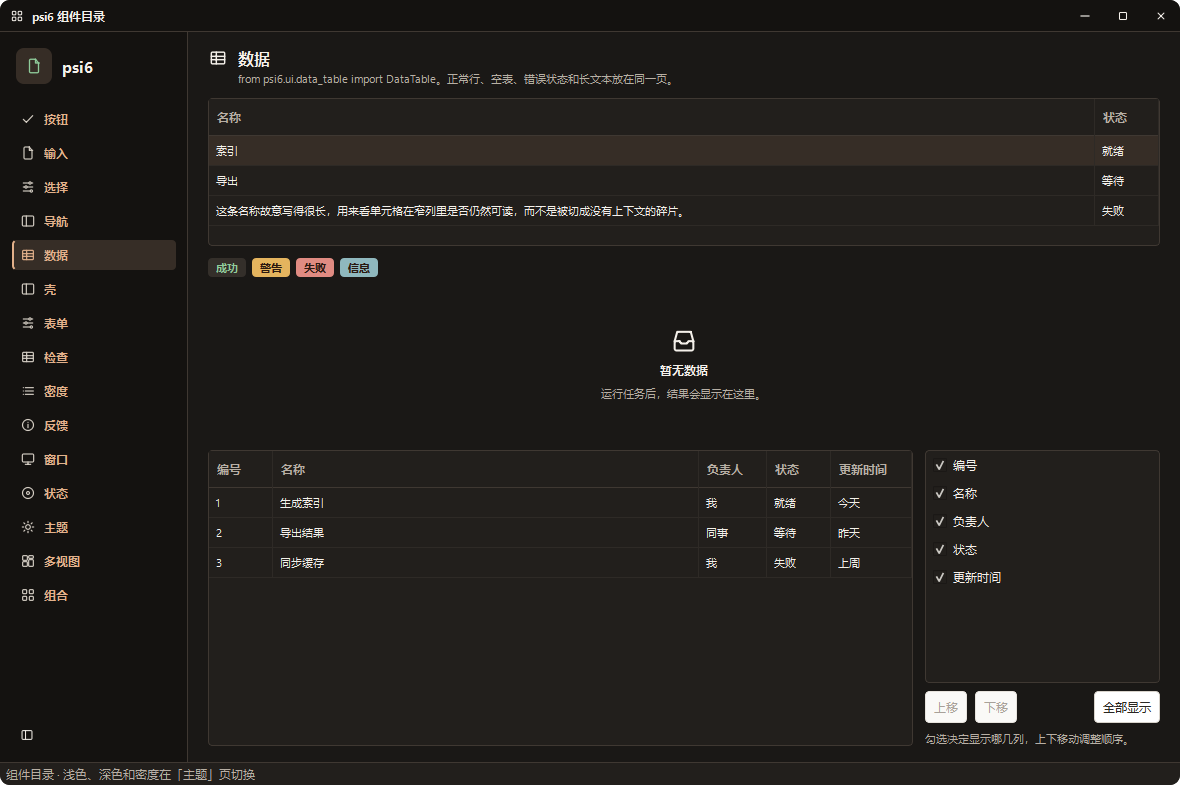 psi6 组件目录
psi6
按钮
输入
选择
导航
数据
壳
表单
检查
密度
反馈
窗口
状态
主题
多视图
组合
数据
from psi6.ui.data_table import DataTable。正常行、空表、错误状态和长文本放在同一页。
名称 状态
索引 就绪
导出 等待
这条名称故意写得很长，用来看单元格在窄列里是否仍然可读，而不是被切成没有上下文的碎片。 失败
成功 警告 失败 信息
暂无数据
运行任务后，结果会显示在这里。
编号 名称 负责人 状态 更新时间
1 生成索引 我 就绪 今天
2 导出结果 同事 等待 昨天
3 同步缓存 我 失败 上周
编号
名称
负责人
状态
更新时间
上移 下移 全部显示
勾选决定显示哪几列，上下移动调整顺序。
组件目录 · 浅色、深色和密度在「主题」页切换